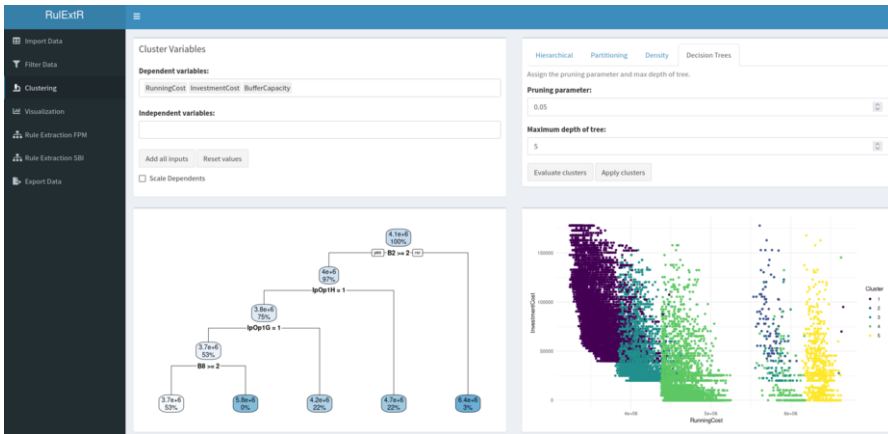 RulExtR
Import Data
Filter Data
Clustering
Visualization
Rule Extraction FPM
Rule Extraction SBI
Export Data
Cluster Variables
Dependent variables:
RunningCost InvestmentCost BufferCapacity
Independent variables:
Add all inputs Reset values
Scale Dependents
Hierarchical Partitioning Density Decision Trees
Assign the pruning parameter and max depth of tree.
Pruning parameter:
0.05
Maximum depth of tree:
5
Evaluate clusters Apply clusters
4.1e+6
100%
yes B2 >= 2 no
4e+6
97%
IpOp1H = 1
3.8e+6
75%
IpOp1G = 1
3.7e+6
53%
B8 >= 2
3.7e+6 5.8e+6 4.2e+6 4.7e+6 6.4e+6
53% 0% 22% 22% 3%
InvestmentCost
150000
100000
50000
0
4e+06 5e+06 6e+06
RunningCost
Cluster
1
2
3
4
5